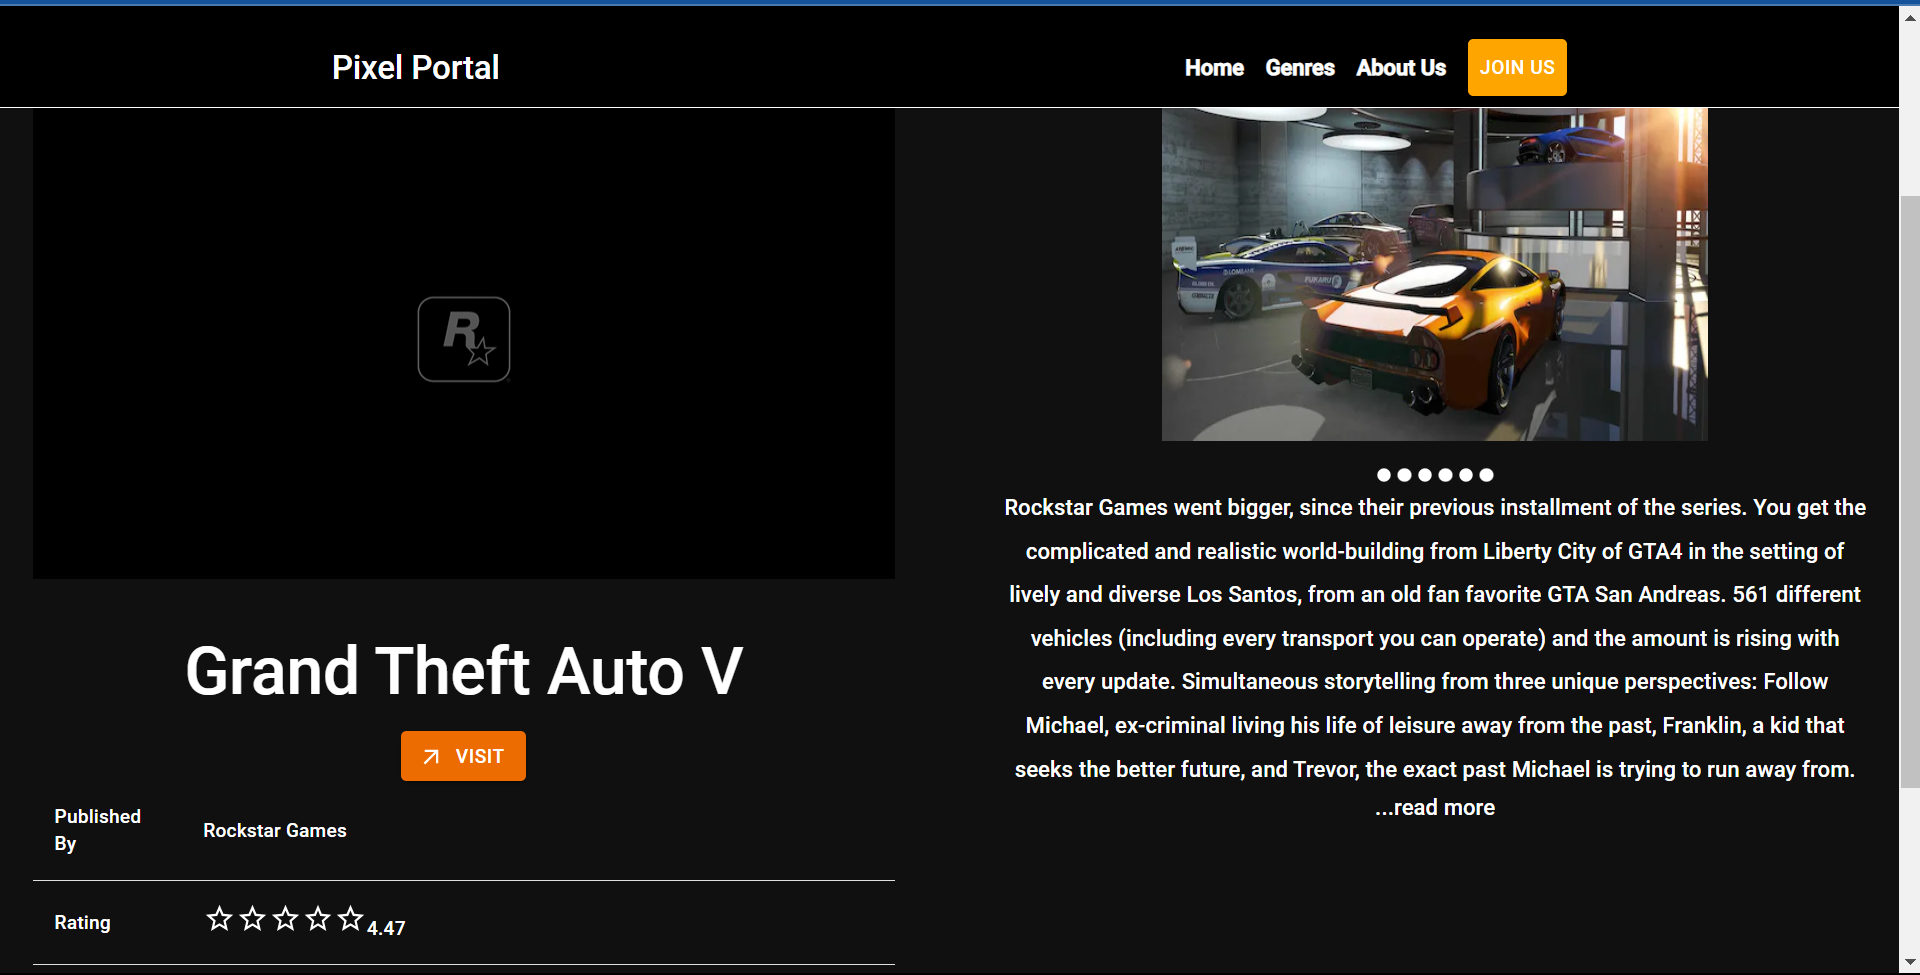 Pixel Portal
Home
Genres
About Us
JOIN US
R
LOMBANK
FUKARU
Rockstar Games went bigger, since their previous installment of the series. You get the
complicated and realistic world-building from Liberty City of GTA4 in the setting of
lively and diverse Los Santos, from an old fan favorite GTA San Andreas. 561 different
vehicles (including every transport you can operate) and the amount is rising with
every update. Simultaneous storytelling from three unique perspectives: Follow
Michael, ex-criminal living his life of leisure away from the past, Franklin, a kid that
seeks the better future, and Trevor, the exact past Michael is trying to run away from.
...read more
Grand Theft Auto V
VISIT
Published
By
Rockstar Games
Rating
4.47